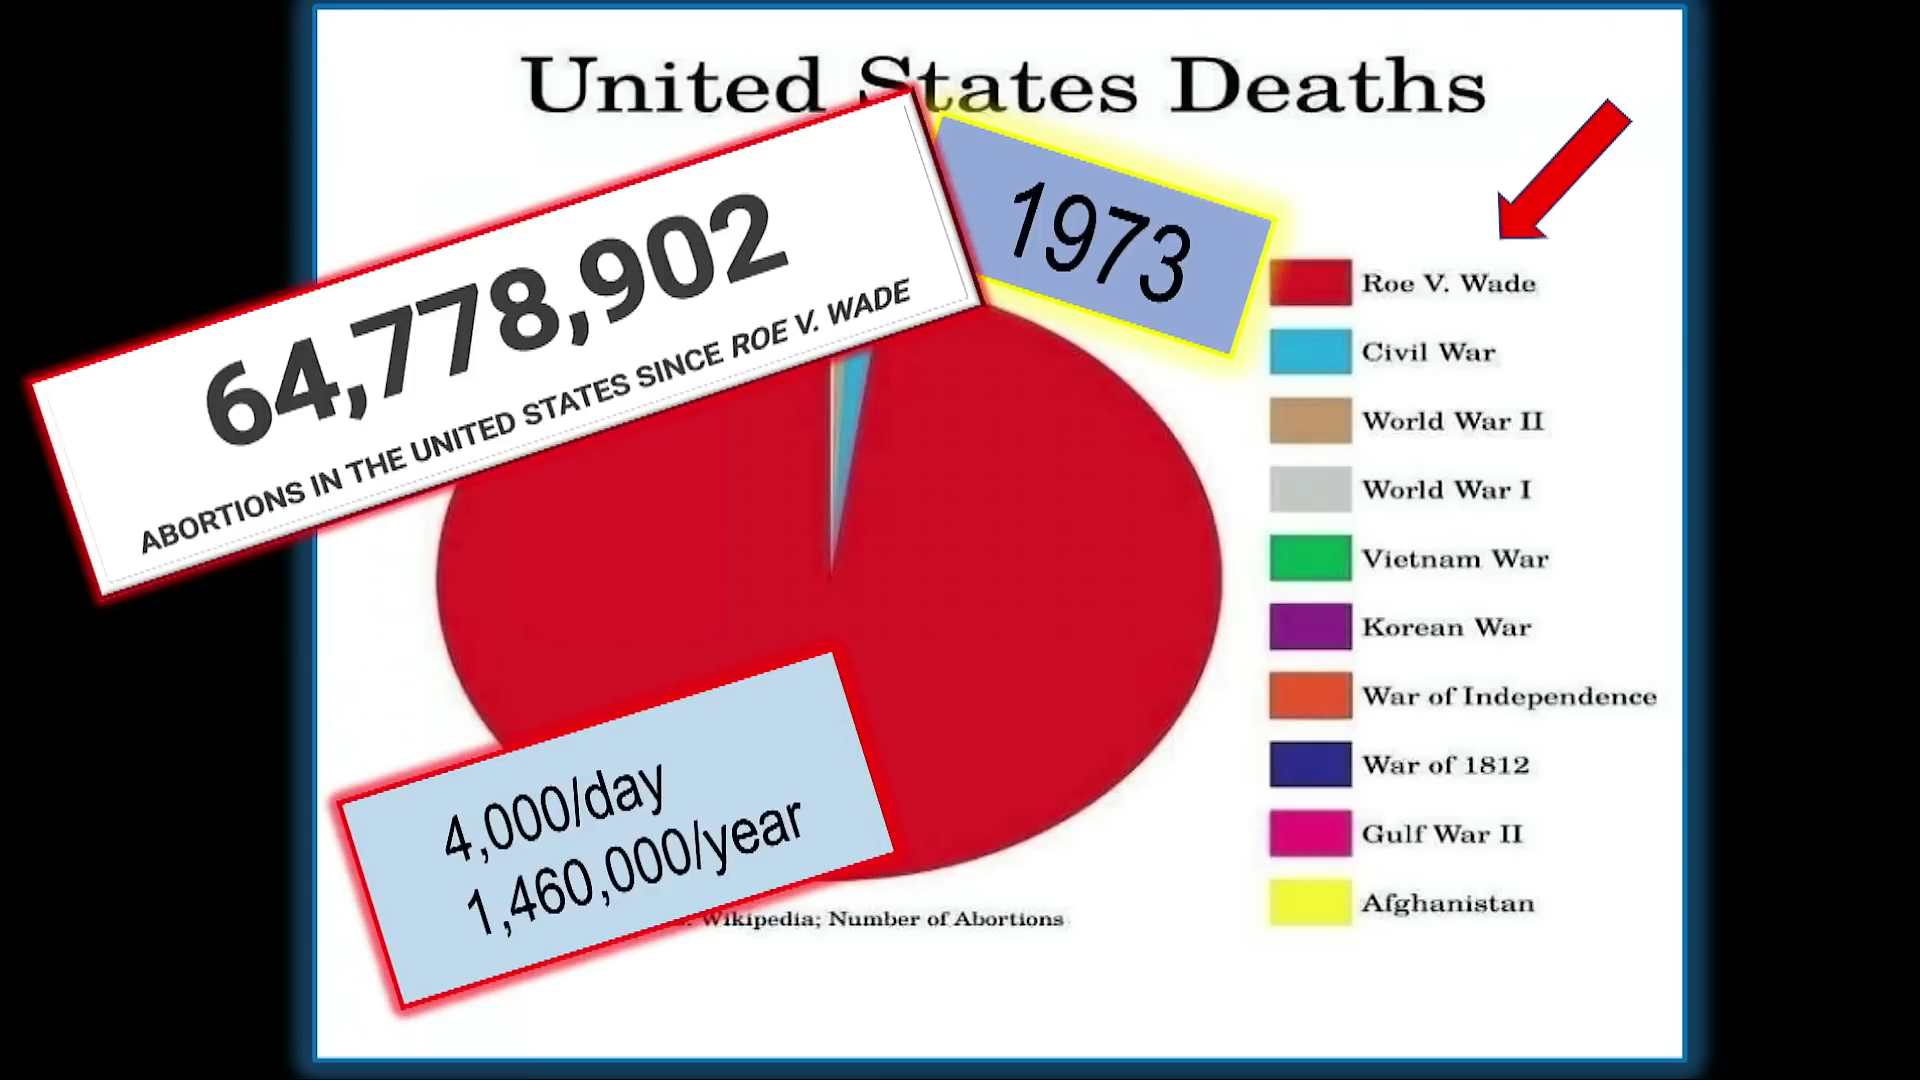 United States Deaths
64,778,902
ABORTIONS IN THE UNITED STATES SINCE ROE V. WADE
1973
Roe V. Wade
Civil War
World War II
World War I
Vietnam War
Korean War
War of Independence
War of 1812
Gulf War II
Afghanistan
4,000/day
1,460,000/year
Wikipedia; Number of Abortions